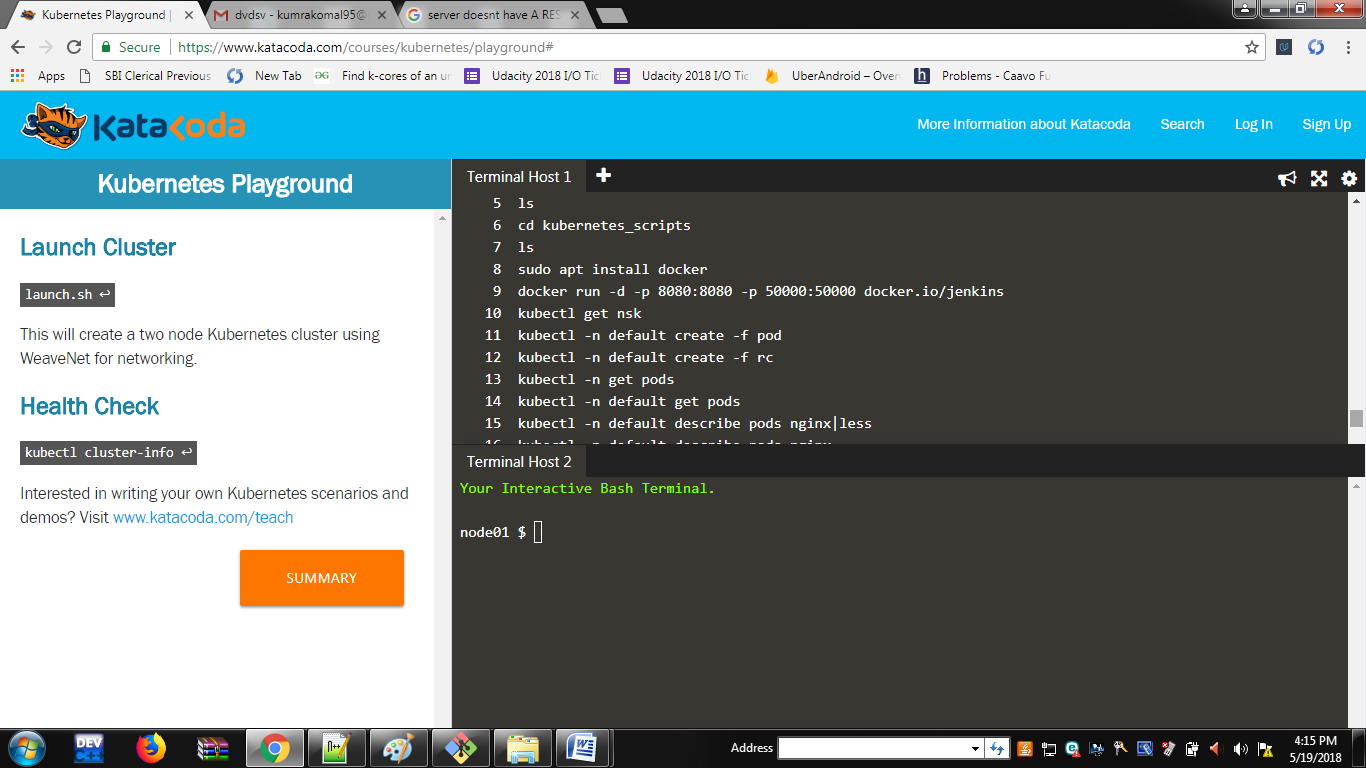 Kubernetes Playground |
dvdsv - kumrakomal95@
server doesnt have A RES
Secure
https://www.katacoda.com/courses/kubernetes/playground#
Apps
SBI Clerical Previous
New Tab
Find k-cores of an un
Udacity 2018 I/O Tic
Udacity 2018 I/O Tic
UberAndroid – Over
Problems - Caavo Fu
katacoda
More Information about Katacoda
Search
Log In
Sign Up
Kubernetes Playground
Launch Cluster
launch.sh ↩
This will create a two node Kubernetes cluster using
WeaveNet for networking.
Health Check
kubectl cluster-info ↩
Interested in writing your own Kubernetes scenarios and
demos? Visit www.katacoda.com/teach
SUMMARY
Terminal Host 1
5 ls
6 cd kubernetes_scripts
7 ls
8 sudo apt install docker
9 docker run -d -p 8080:8080 -p 50000:50000 docker.io/jenkins
10 kubectl get nsk
11 kubectl -n default create -f pod
12 kubectl -n default create -f rc
13 kubectl -n get pods
14 kubectl -n default get pods
15 kubectl -n default describe pods nginx|less
16 kubectl -n default describe pods nginx
Terminal Host 2
Your Interactive Bash Terminal.
node01 $
DEV
C++
Address
4:15 PM
5/19/2018